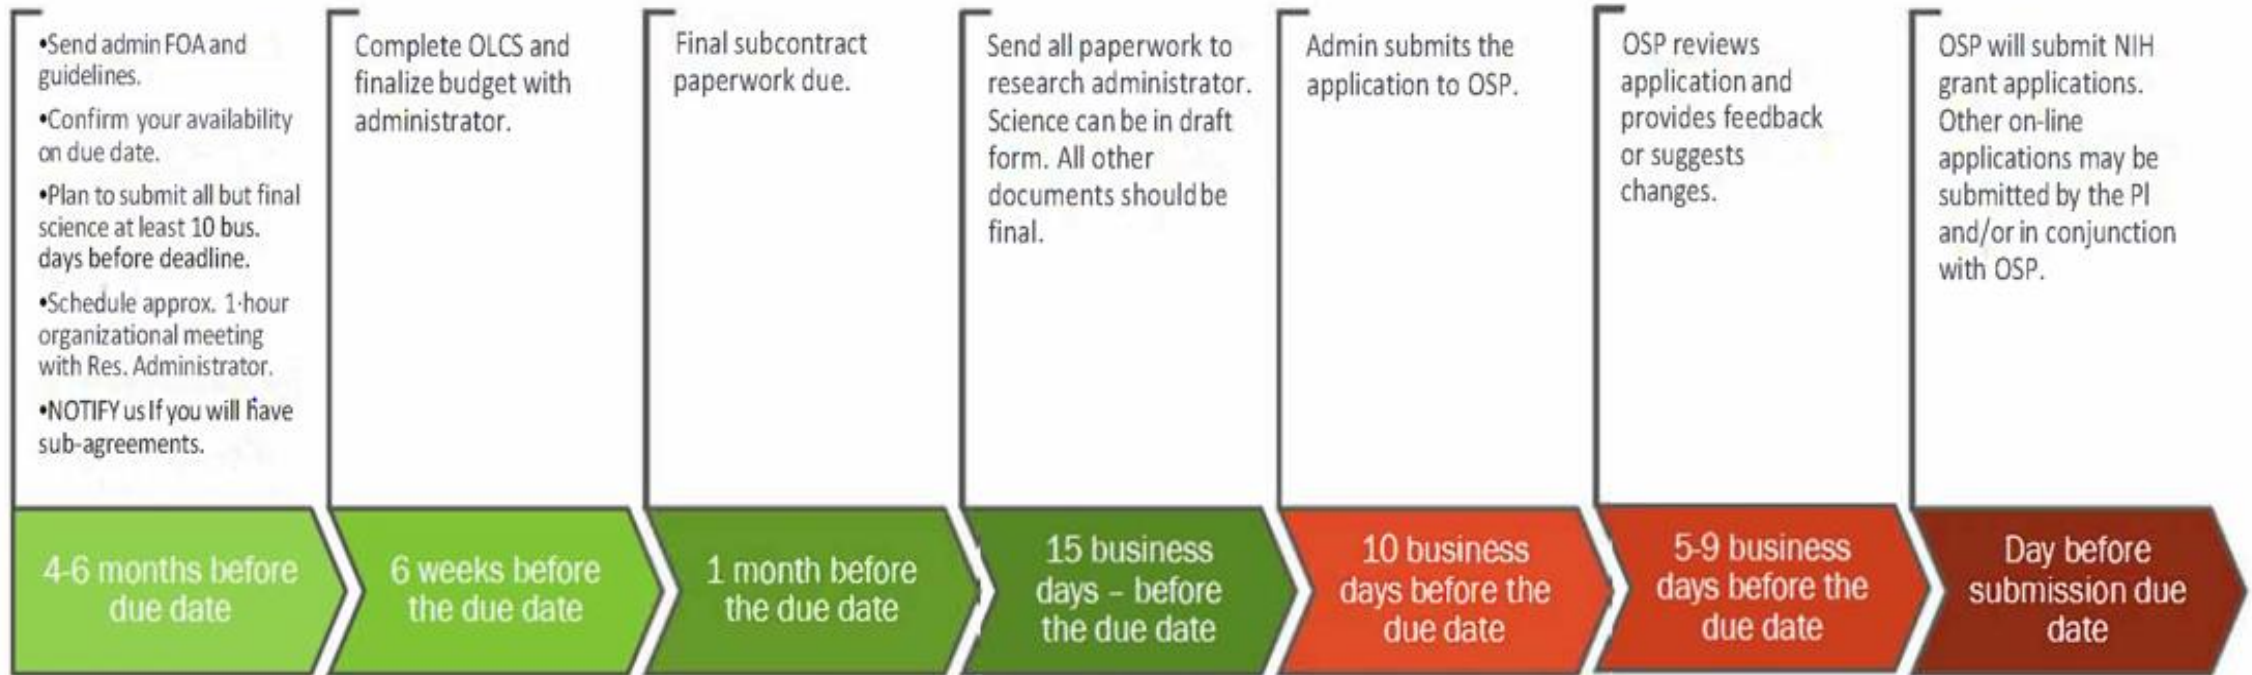 •Send admin FOA and
guidelines.
•Confirm your availability
on due date.
•Plan to submit all but final
science at least 10 bus.
days before deadline.
•Schedule approx. 1-hour
organizational meeting
with Res. Administrator.
•NOTIFY us If you will have
sub-agreements.
4-6 months before
due date
Complete OLCS and
finalize budget with
administrator.
6 weeks before
the due date
Final subcontract
paperwork due.
1 month before
the due date
Send all paperwork to
research administrator.
Science can be in draft
form. All other
documents should be
final.
15 business
days – before
the due date
Admin submits the
application to OSP.
10 business
days before the
due date
OSP reviews
application and
provides feedback
or suggests
changes.
5-9 business
days before the
due date
OSP will submit NIH
grant applications.
Other on-line
applications may be
submitted by the PI
and/or in conjunction
with OSP.
Day before
submission due
date